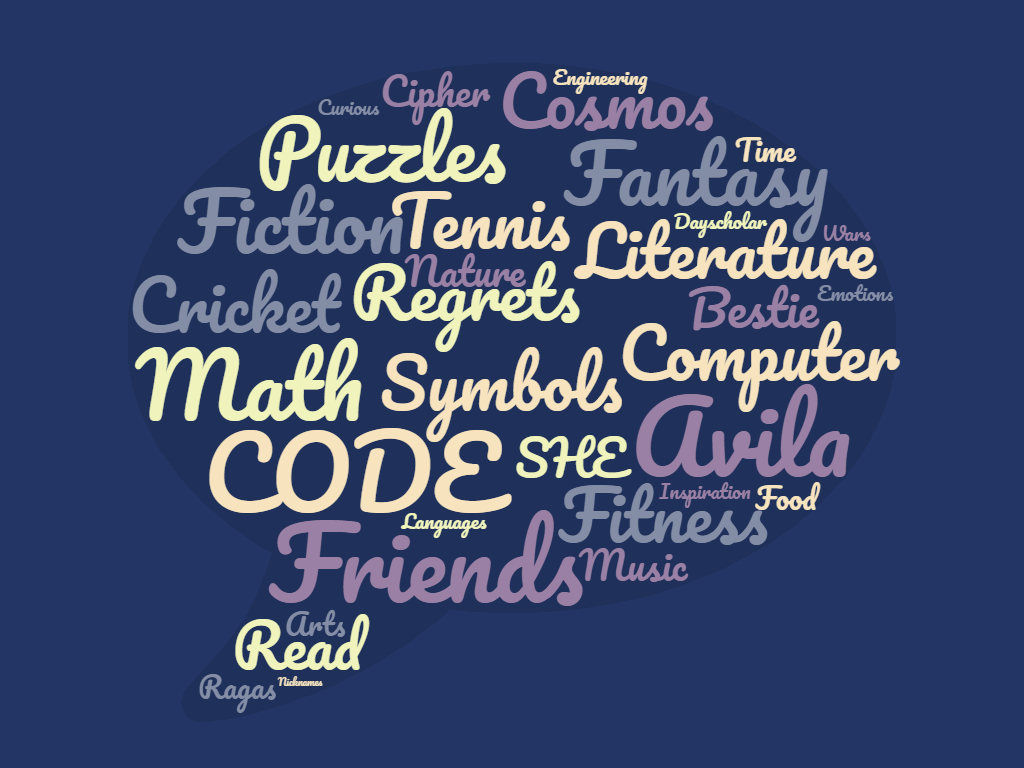 Engineering
Curious Cipher Cosmos
Puzzles Fantasy Time
Fiction Tennis Literature Dayscholar Wars
Nature
Cricket Regrets Bestie Emotions
Math Symbols Computer
CODE SHE Avila
Inspiration Food
Languages Fitness
Friends Music
Arts
Read
Ragas Nicknames